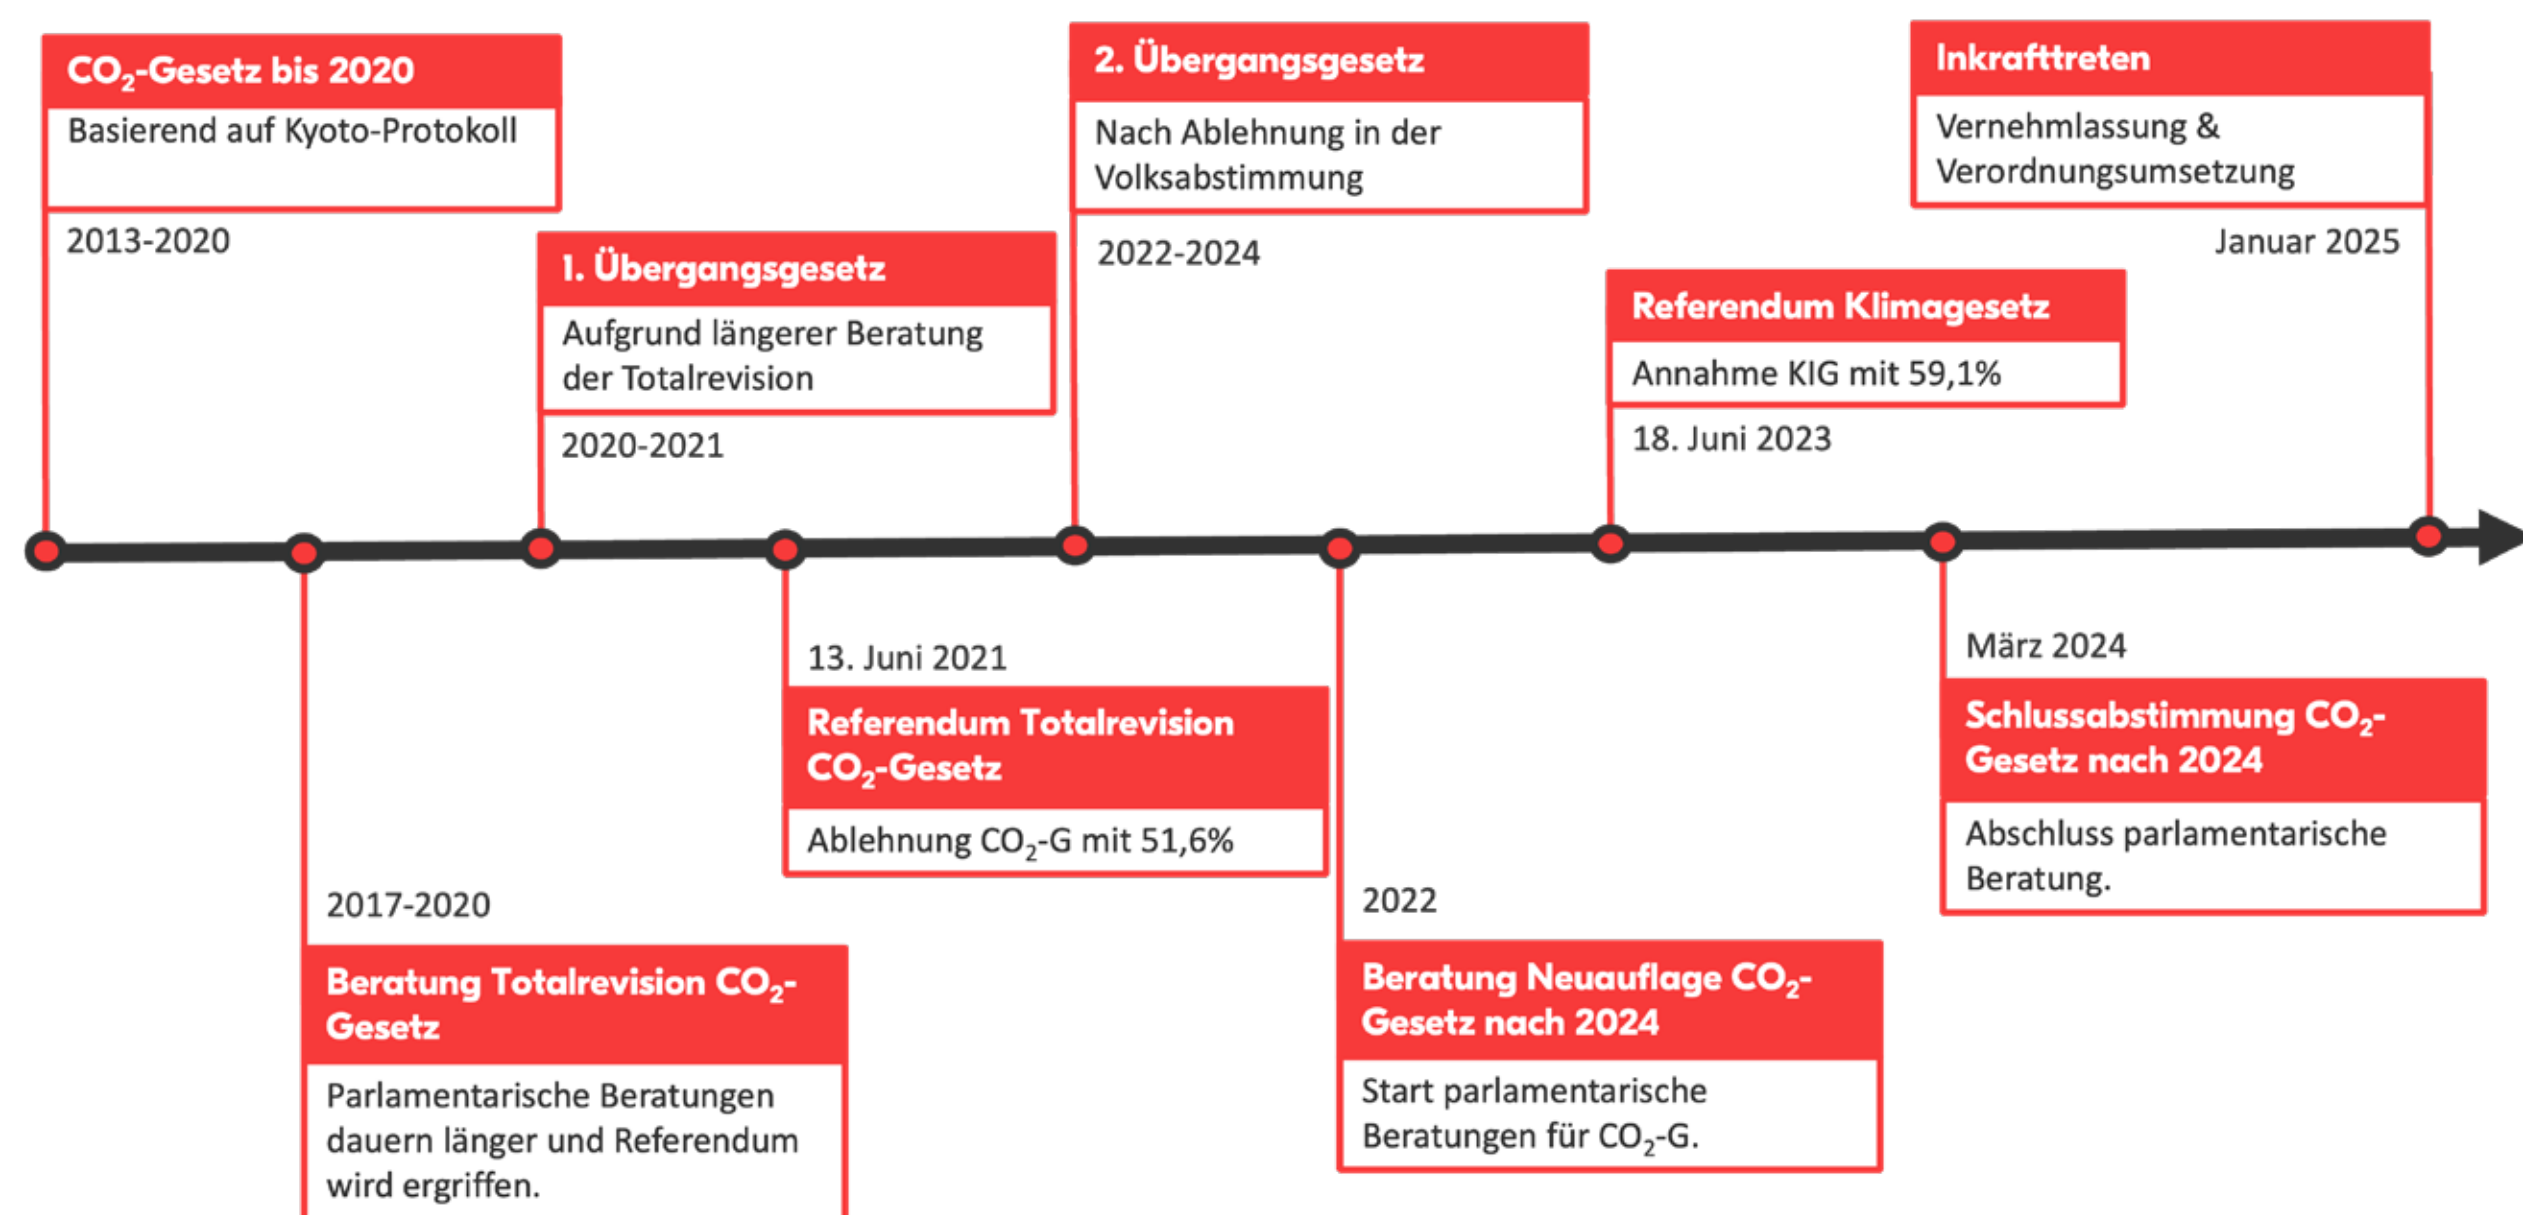 CO₂-Gesetz bis 2020
Basierend auf Kyoto-Protokoll
2013-2020
2017-2020
Beratung Totalrevision CO₂-
Gesetz
Parlamentarische Beratungen
dauern länger und Referendum
wird ergriffen.
1. Übergangsgesetz
Aufgrund längerer Beratung
der Totalrevision
2020-2021
13. Juni 2021
Referendum Totalrevision
CO₂-Gesetz
Ablehnung CO₂-G mit 51,6%
2. Übergangsgesetz
Nach Ablehnung in der
Volksabstimmung
2022-2024
2022
Beratung Neuauflage CO₂-
Gesetz nach 2024
Start parlamentarische
Beratungen für CO₂-G.
Referendum Klimagesetz
Annahme KIG mit 59,1%
18. Juni 2023
März 2024
Schlussabstimmung CO₂-
Gesetz nach 2024
Abschluss parlamentarische
Beratung.
Inkrafttreten
Vernehmlassung &
Verordnungsumsetzung
Januar 2025